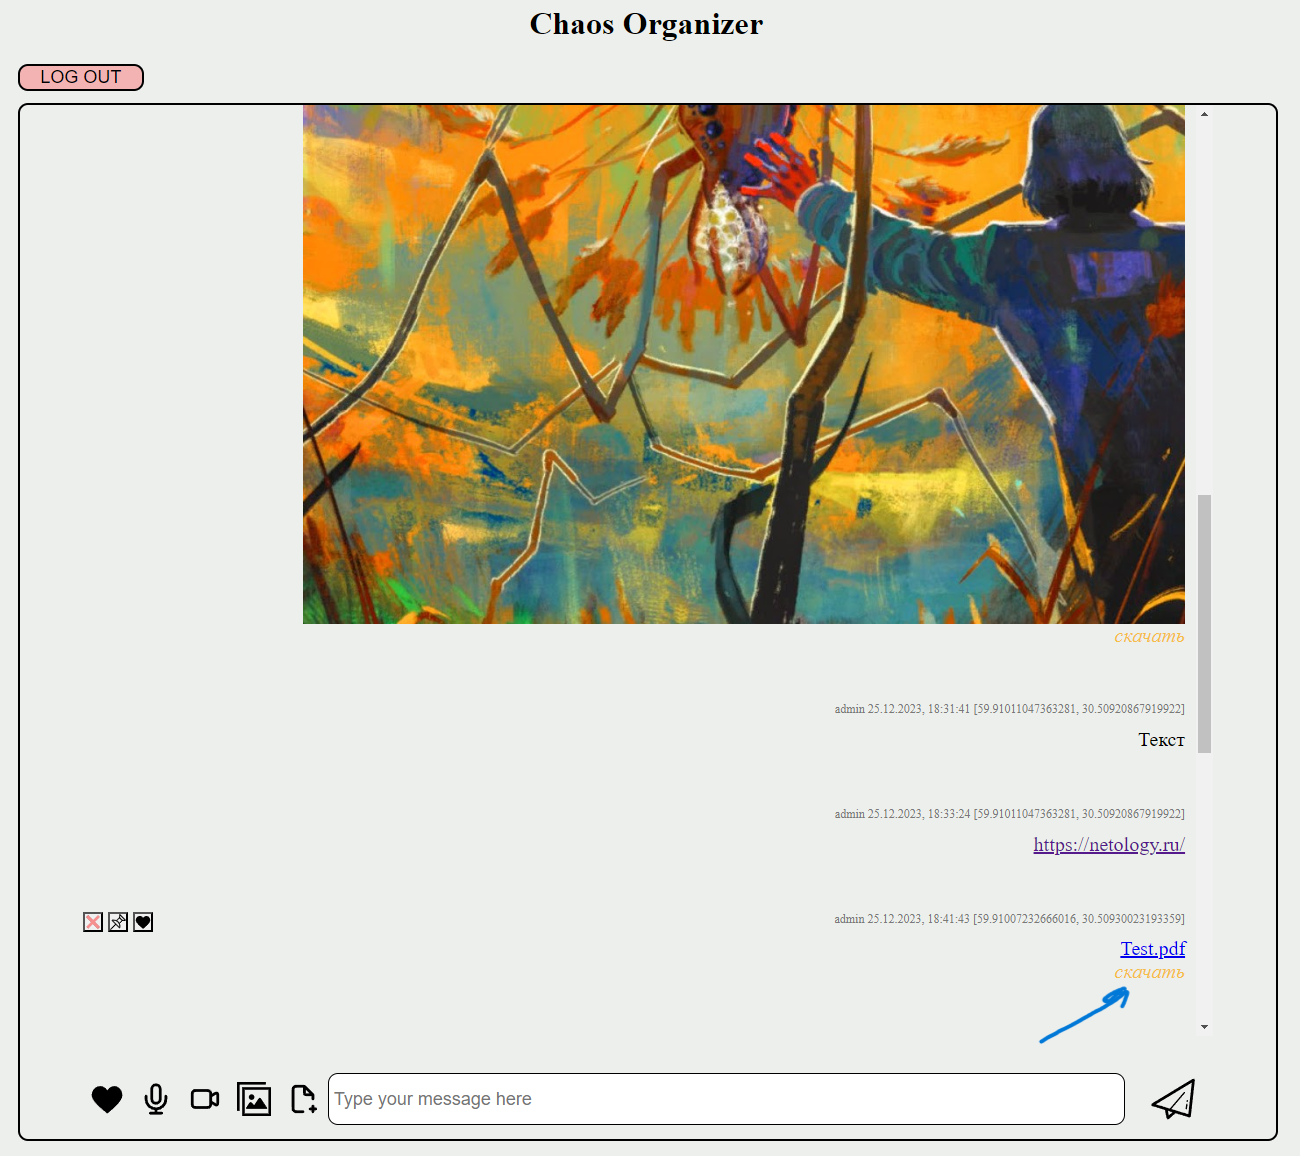 Chaos Organizer
LOG OUT
скачать
admin 25.12.2023, 18:31:41 [59.91011047363281, 30.50920867919922]
Текст
admin 25.12.2023, 18:33:24 [59.91011047363281, 30.50920867919922]
https://netology.ru/
admin 25.12.2023, 18:41:43 [59.91007232666016, 30.50930023193359]
Test.pdf
скачать
Type your message here